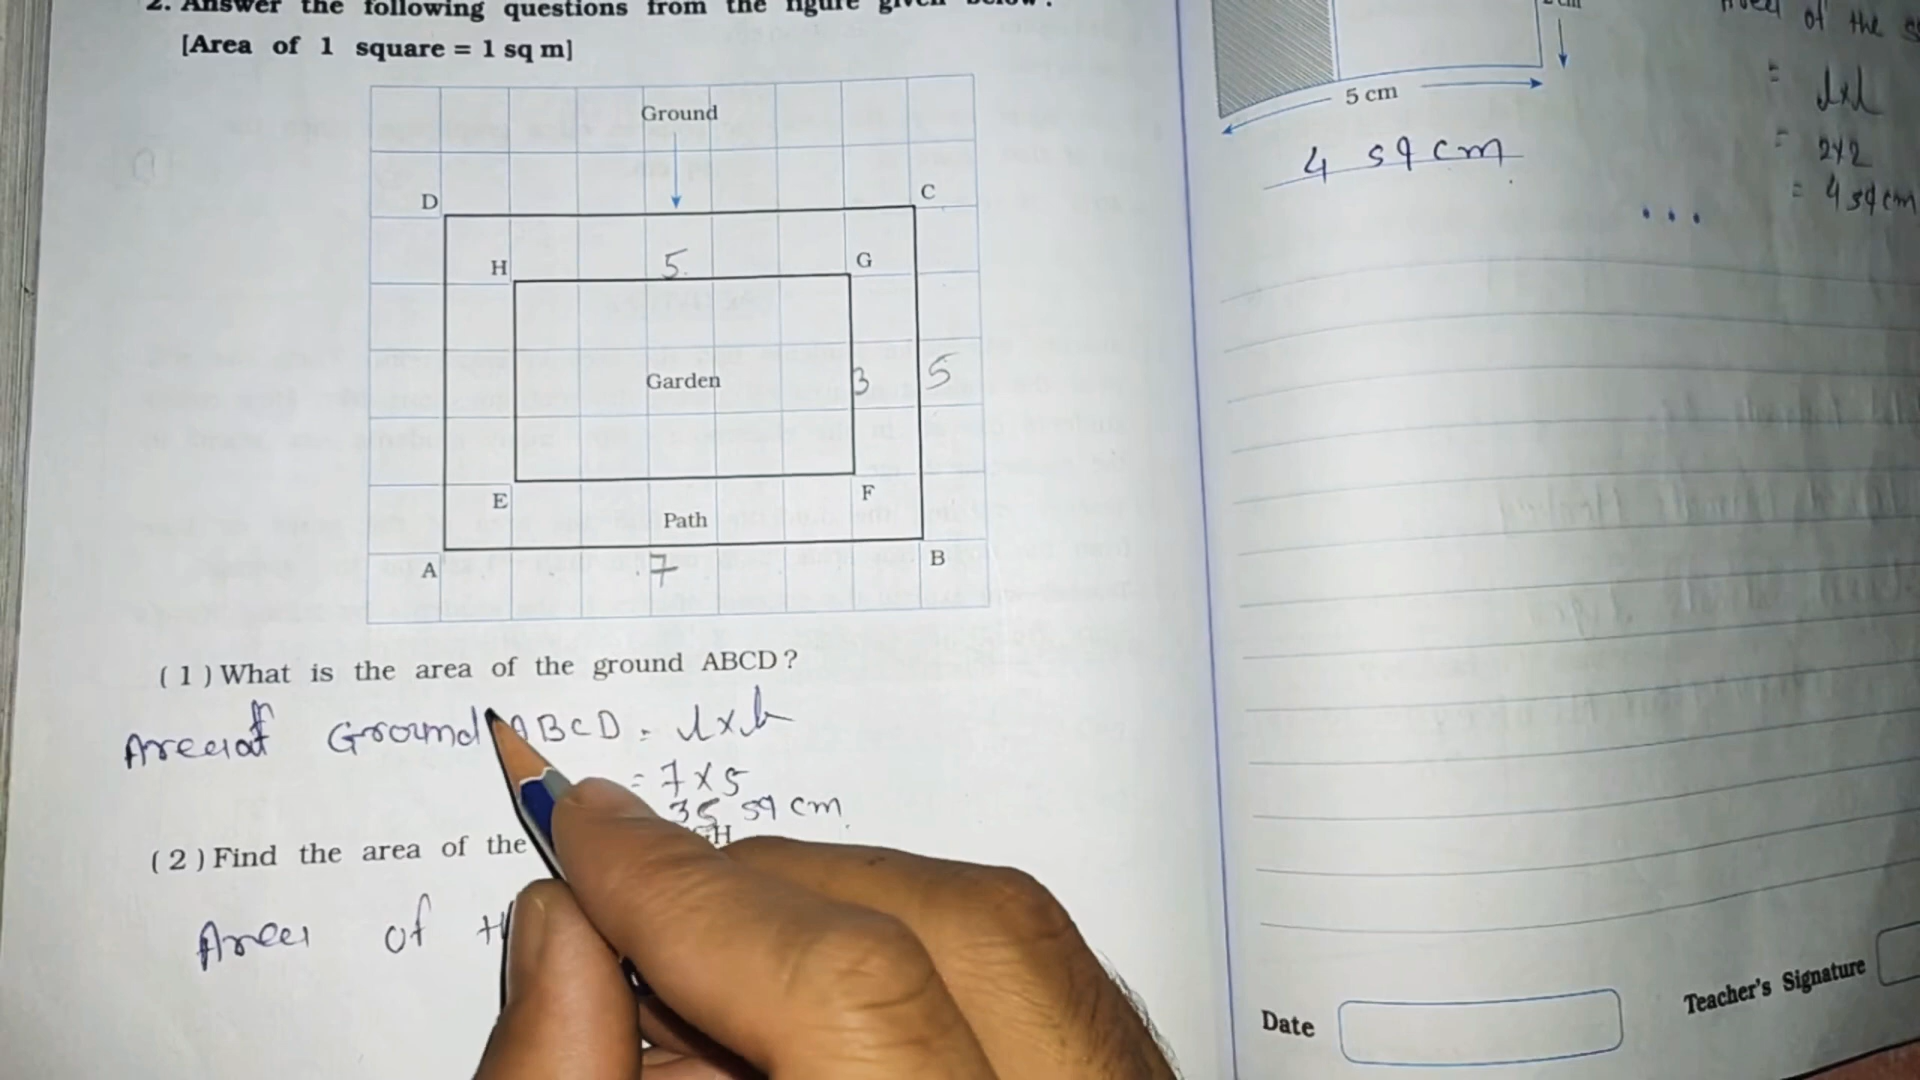 2. Answer the following questions from the figure given below.
[Area of 1 square = 1 sq m]
Ground
D
C
H
5
G
Garden
3
5
E
F
Path
A
7
B
(1) What is the area of the ground ABCD?
Area of Ground ABCD = l x b
= 7 x 5
35 sq cm
(2) Find the area of the GH
Area of
5 cm
4 sq cm
of the
= l x l
= 2x2
= 4 sq cm
Date
Teacher's Signature